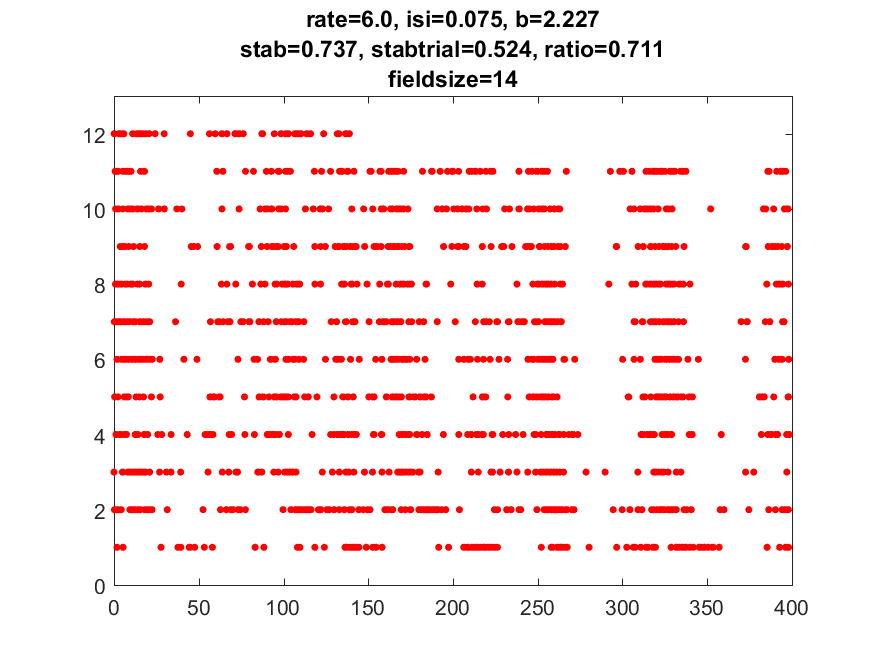 rate=6.0, isi=0.075, b=2.227
stab=0.737, stabtrial=0.524, ratio=0.711
fieldsize=14
12
10
8
6
4
2
0
0 50 100 150 200 250 300 350 400